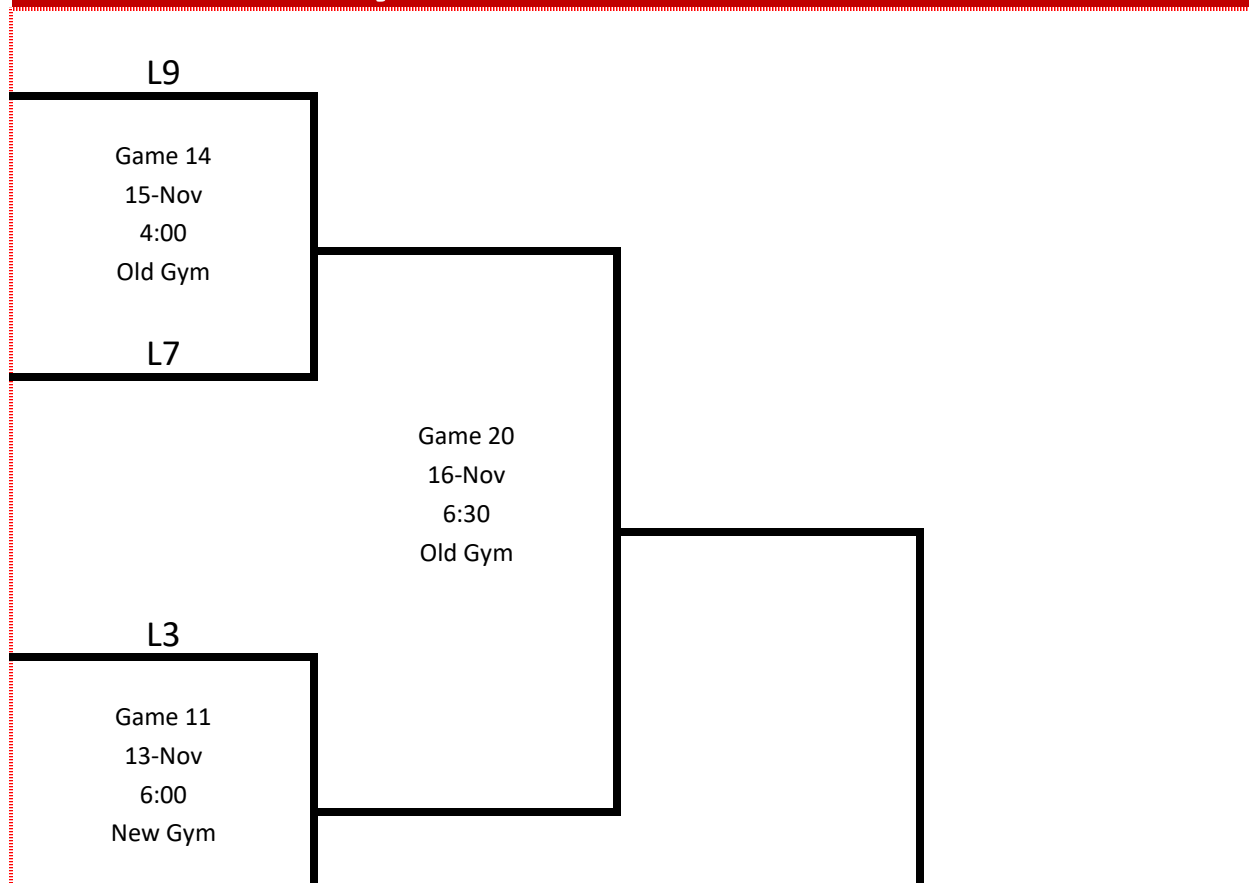 L9
Game 14
15-Nov
4:00
Old Gym
L7
Game 20
16-Nov
6:30
Old Gym
L3
Game 11
13-Nov
6:00
New Gym